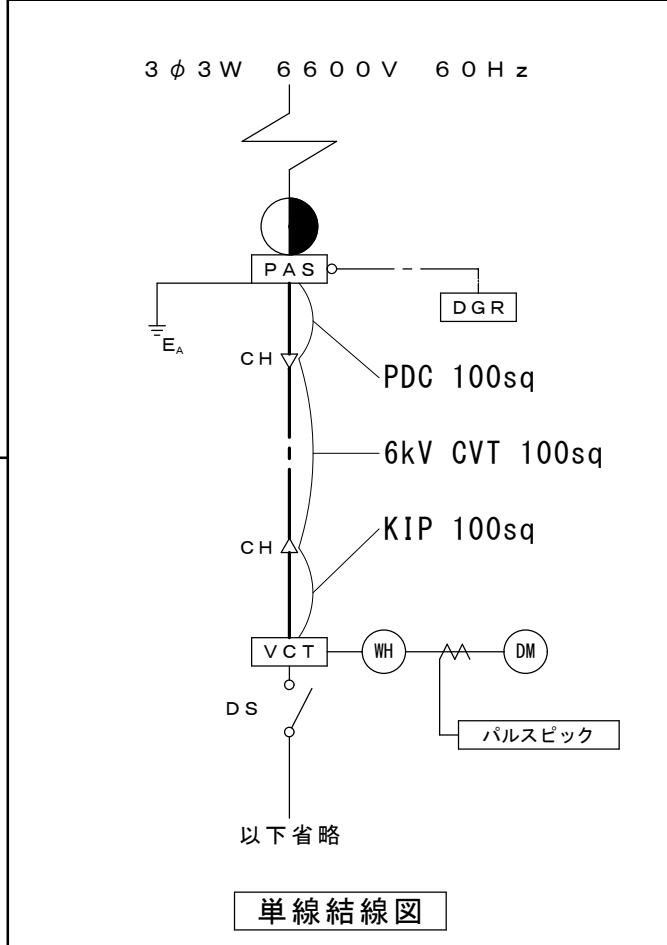 3φ3W 6600V 60Hz
PAS
DGR
EA
CH
PDC 100sq
6kV CVT 100sq
KIP 100sq
CH
VCT
WH
DM
DS
パルスピック
以下省略
単線結線図